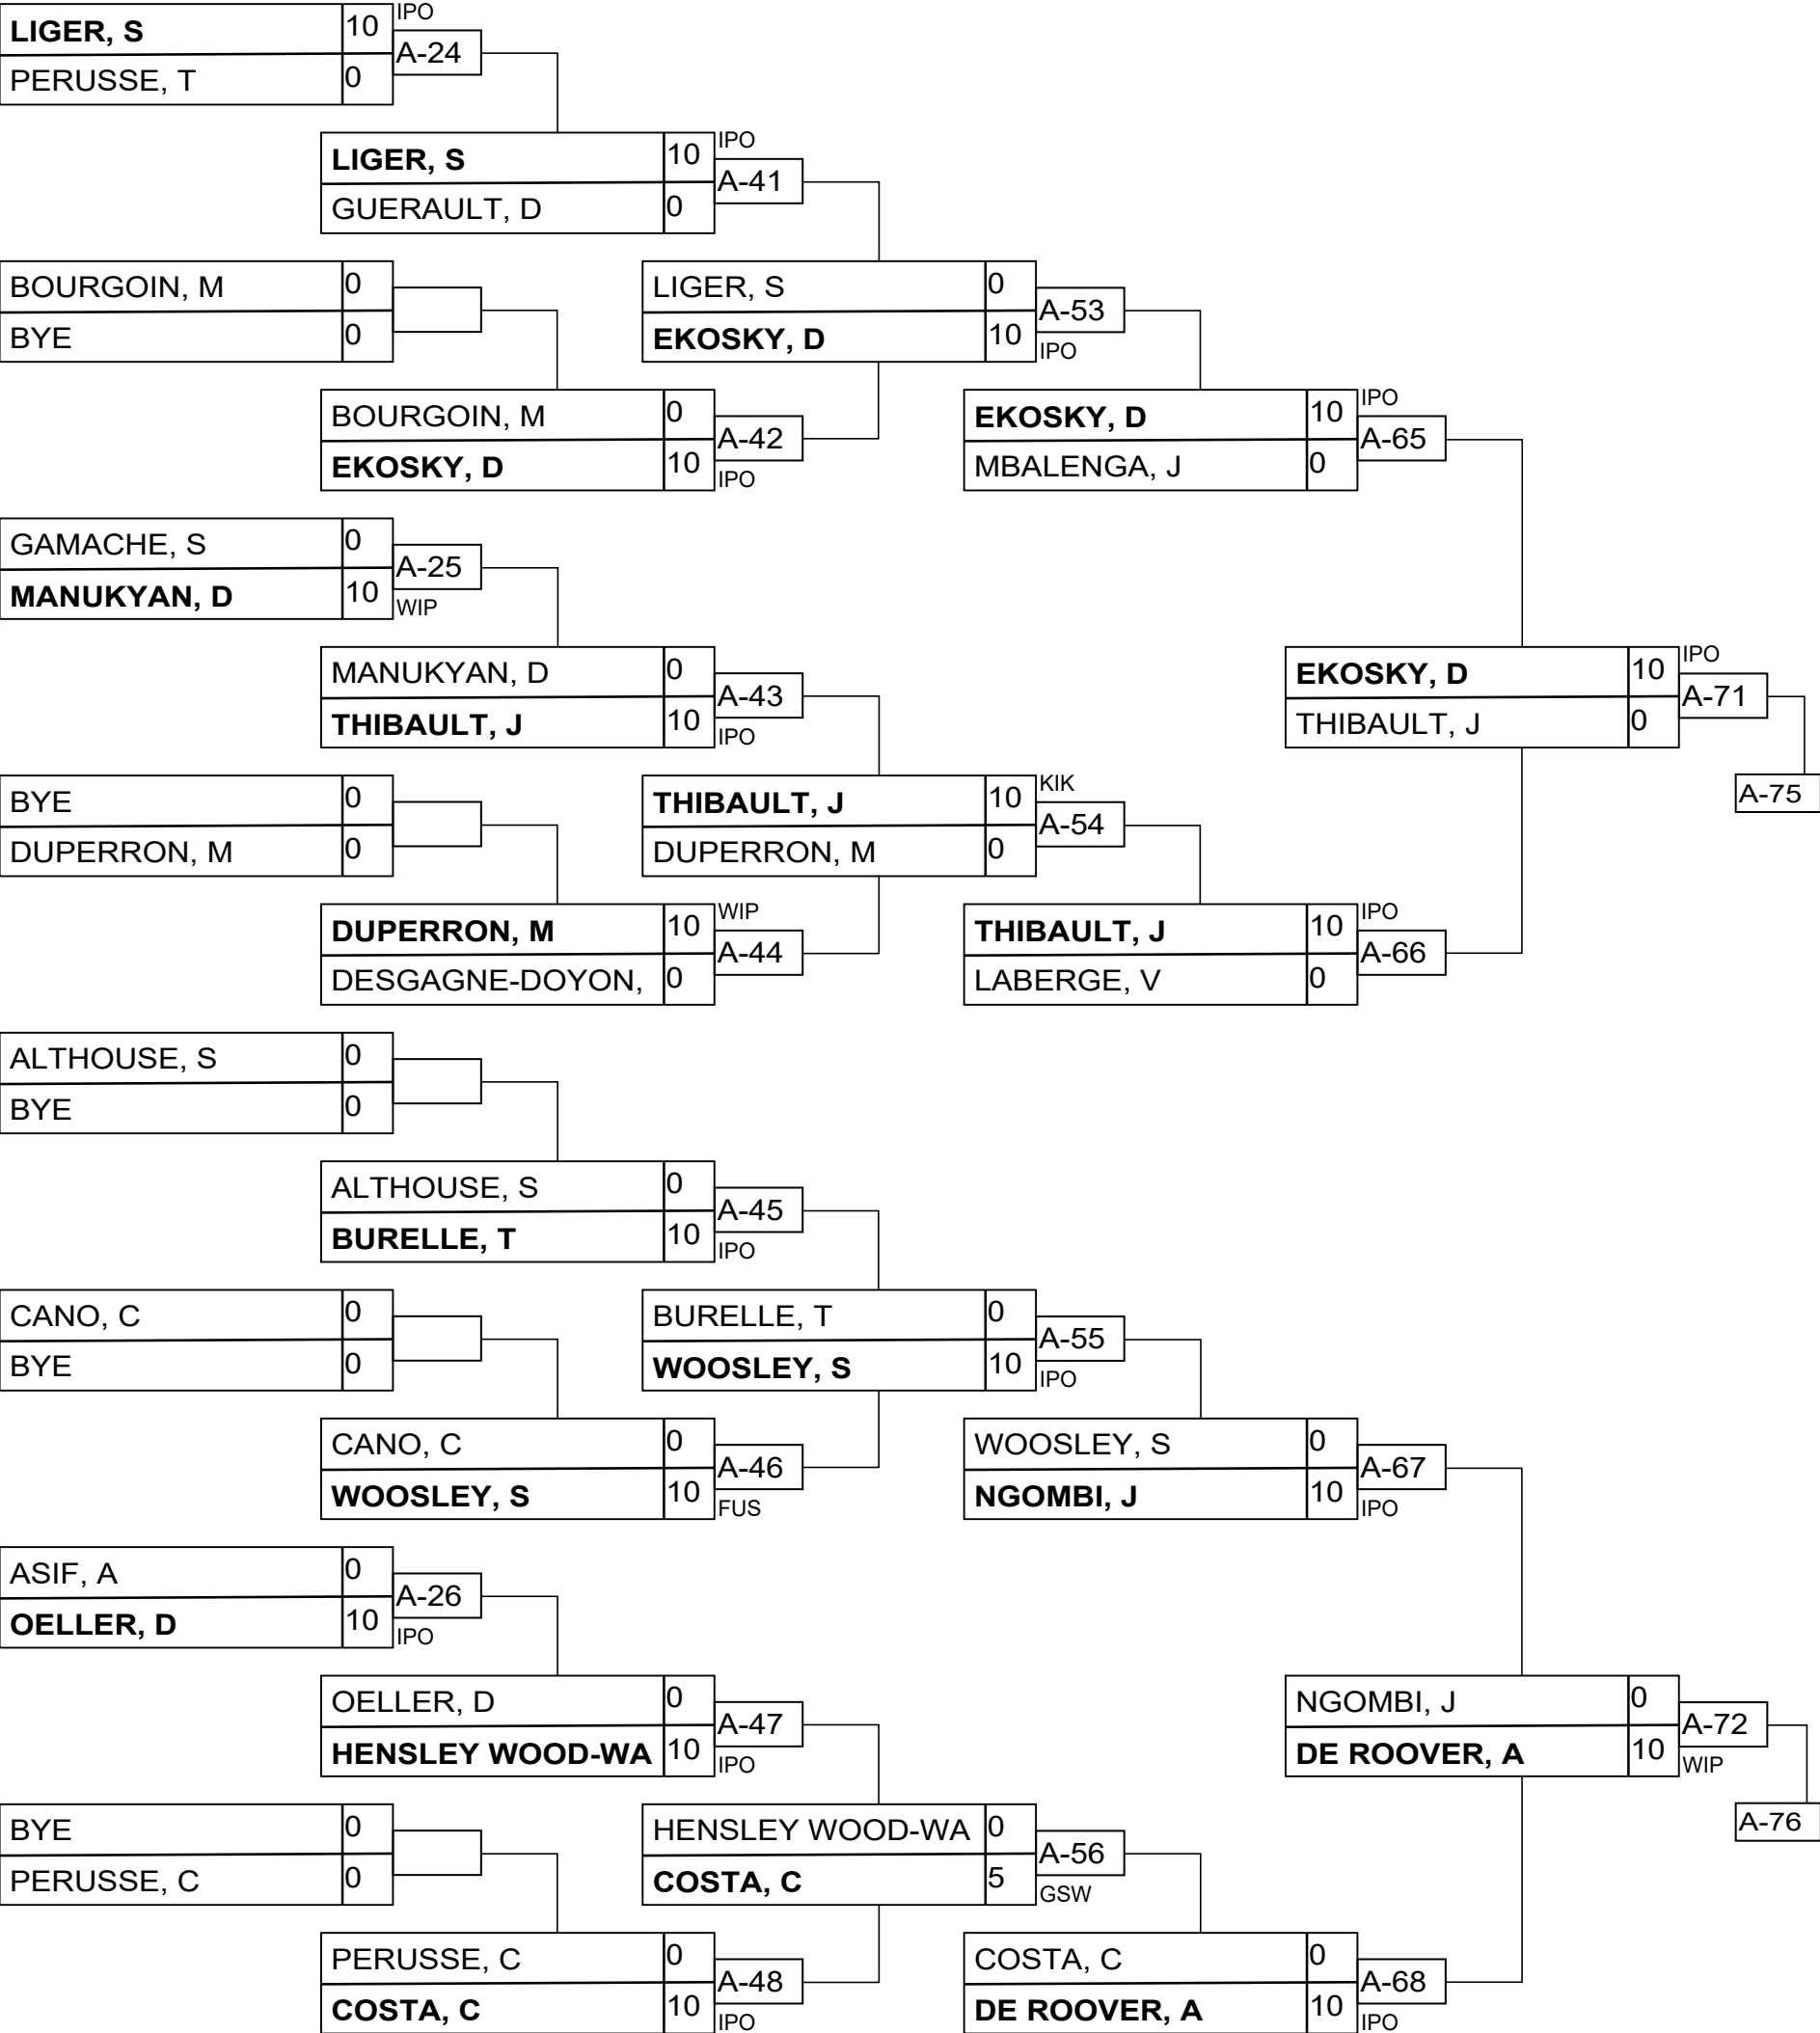 LIGER, S 10 IPO
A-24
PERUSSE, T 0
LIGER, S 10 IPO
A-41
GUERAULT, D 0
BOURGOIN, M 0
BYE 0
LIGER, S 0
A-53
EKOSKY, D 10 IPO
BOURGOIN, M 0
A-42
EKOSKY, D 10 IPO
EKOSKY, D 10 IPO
A-65
MBALENGA, J 0
GAMACHE, S 0
A-25
MANUKYAN, D 10 WIP
MANUKYAN, D 0
A-43
THIBAULT, J 10 IPO
EKOSKY, D 10 IPO
A-71
THIBAULT, J 0
BYE 0
DUPERRON, M 0
THIBAULT, J 10 KIK
A-54
DUPERRON, M 0
A-75
DUPERRON, M 10 WIP
A-44
DESGAGNE-DOYON, 0
THIBAULT, J 10 IPO
A-66
LABERGE, V 0
ALTHOUSE, S 0
BYE 0
ALTHOUSE, S 0
A-45
BURELLE, T 10 IPO
CANO, C 0
BYE 0
BURELLE, T 0
A-55
WOOSLEY, S 10 IPO
CANO, C 0
A-46
WOOSLEY, S 10 FUS
WOOSLEY, S 0
A-67
NGOMBI, J 10 IPO
ASIF, A 0
A-26
OELLER, D 10 IPO
OELLER, D 0
A-47
HENSLEY WOOD-WA 10 IPO
NGOMBI, J 0
A-72
DE ROOVER, A 10 WIP
BYE 0
PERUSSE, C 0
HENSLEY WOOD-WA 0
A-56
COSTA, C 5 GSW
A-76
PERUSSE, C 0
A-48
COSTA, C 10 IPO
COSTA, C 0
A-68
DE ROOVER, A 10 IPO